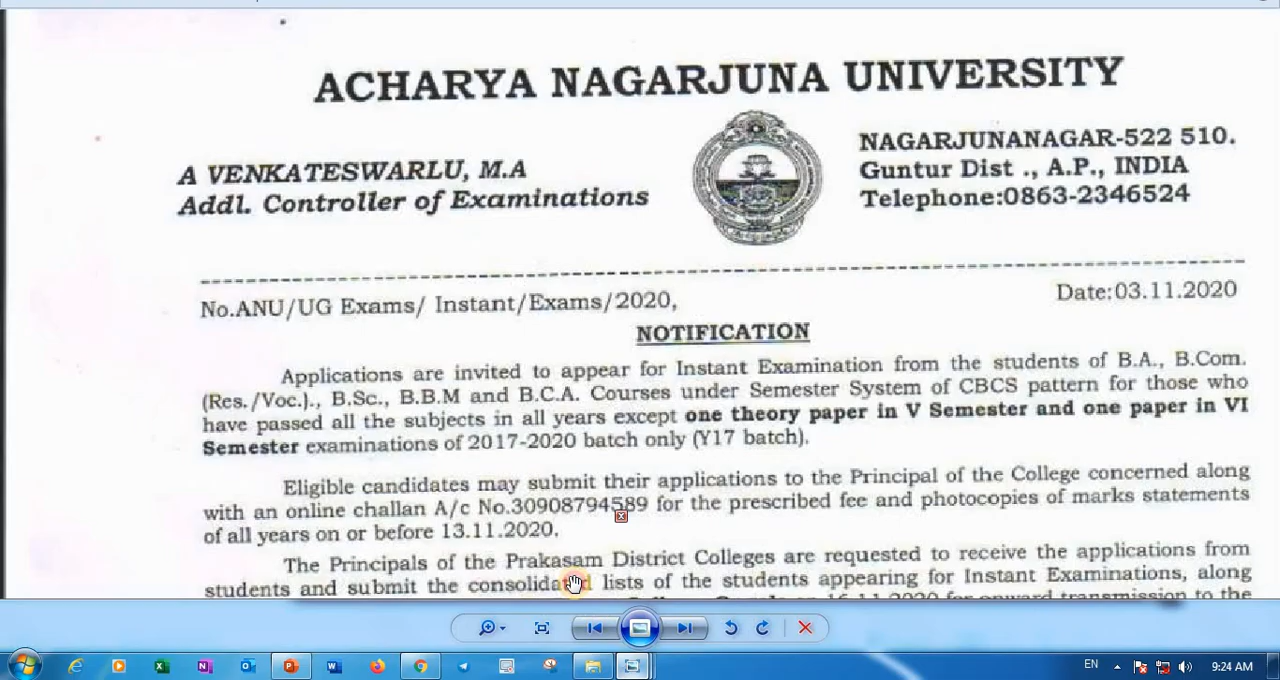 ACHARYA NAGARJUNA UNIVERSITY
A VENKATESWARLU, M.A
Addl. Controller of Examinations
NAGARJUNANAGAR-522 510.
Guntur Dist ., A.P., INDIA
Telephone:0863-2346524
No.ANU/UG Exams/ Instant/Exams/2020,
Date:03.11.2020
NOTIFICATION
Applications are invited to appear for Instant Examination from the students of B.A., B.Com.
(Res./Voc.)., B.Sc., B.B.M and B.C.A. Courses under Semester System of CBCS pattern for those who
have passed all the subjects in all years except one theory paper in V Semester and one paper in VI
Semester examinations of 2017-2020 batch only (Y17 batch).
Eligible candidates may submit their applications to the Principal of the College concerned along
with an online challan A/c No.30908794589 for the prescribed fee and photocopies of marks statements
of all years on or before 13.11.2020.
The Principals of the Prakasam District Colleges are requested to receive the applications from
students and submit the consolidated lists of the students appearing for Instant Examinations, along
16.11.2020 for onward transmission to the
EN
9:24 AM